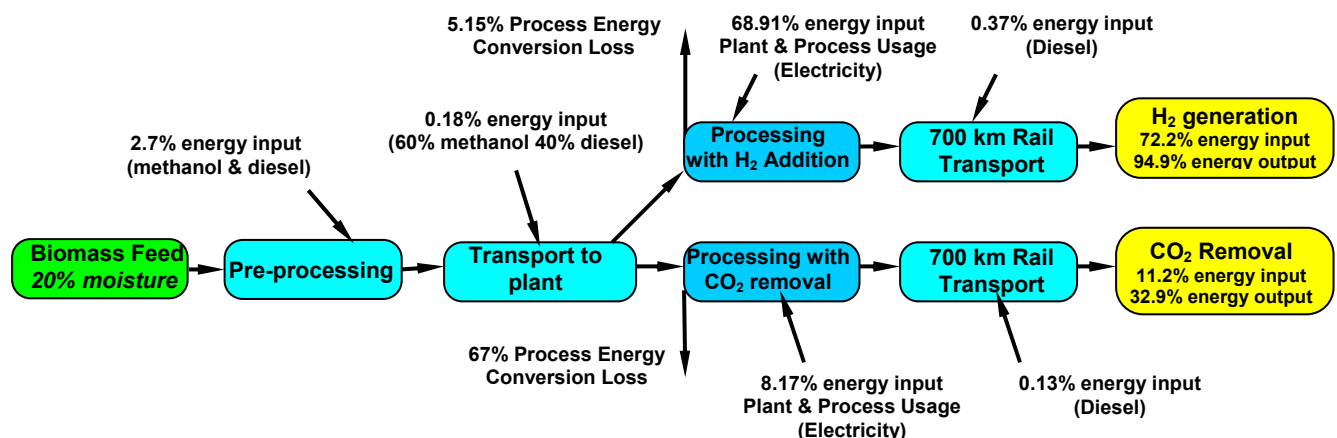 5.15% Process Energy
Conversion Loss
68.91% energy input
Plant & Process Usage
(Electricity)
0.37% energy input
(Diesel)
2.7% energy input
(methanol & diesel)
0.18% energy input
(60% methanol 40% diesel)
Processing
with H₂ Addition
700 km Rail
Transport
H₂ generation
72.2% energy input
94.9% energy output
Biomass Feed
20% moisture
Pre-processing
Transport to
plant
Processing with
CO₂ removal
700 km Rail
Transport
CO₂ Removal
11.2% energy input
32.9% energy output
67% Process Energy
Conversion Loss
8.17% energy input
Plant & Process Usage
(Electricity)
0.13% energy input
(Diesel)